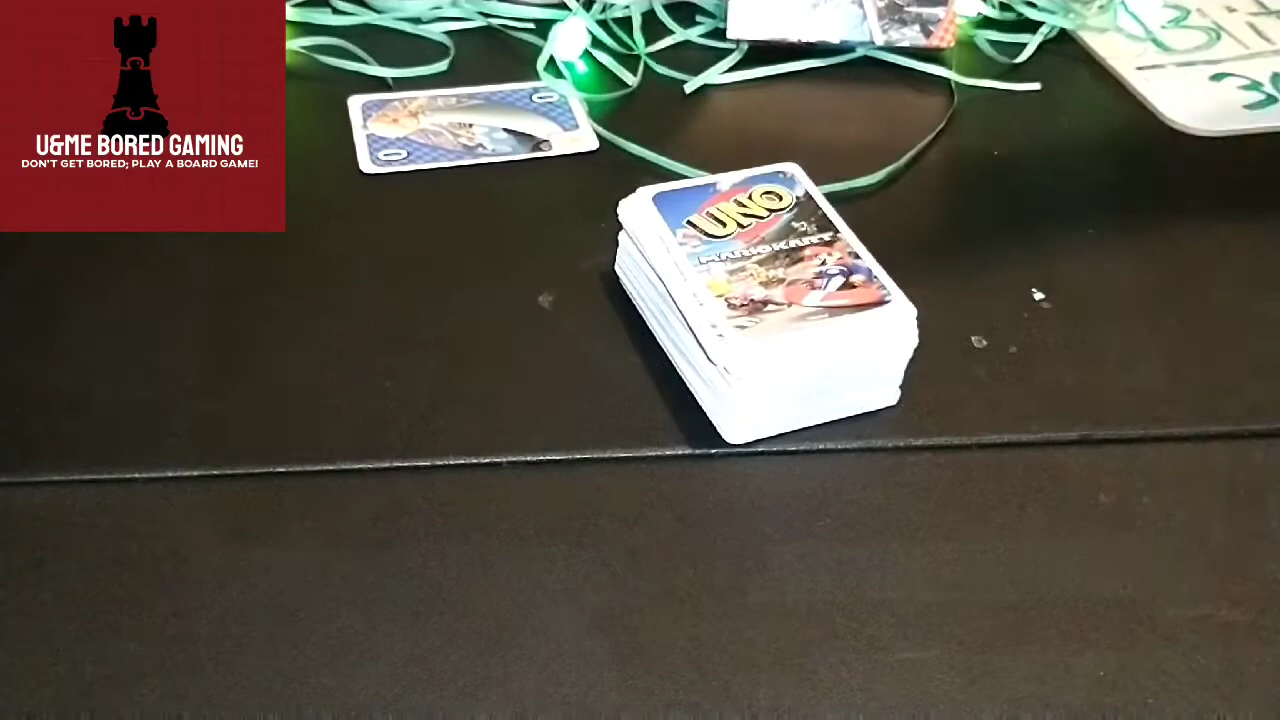 U&ME BORED GAMING
DON'T GET BORED; PLAY A BOARD GAME!
0
0
UNO
MARIOKART